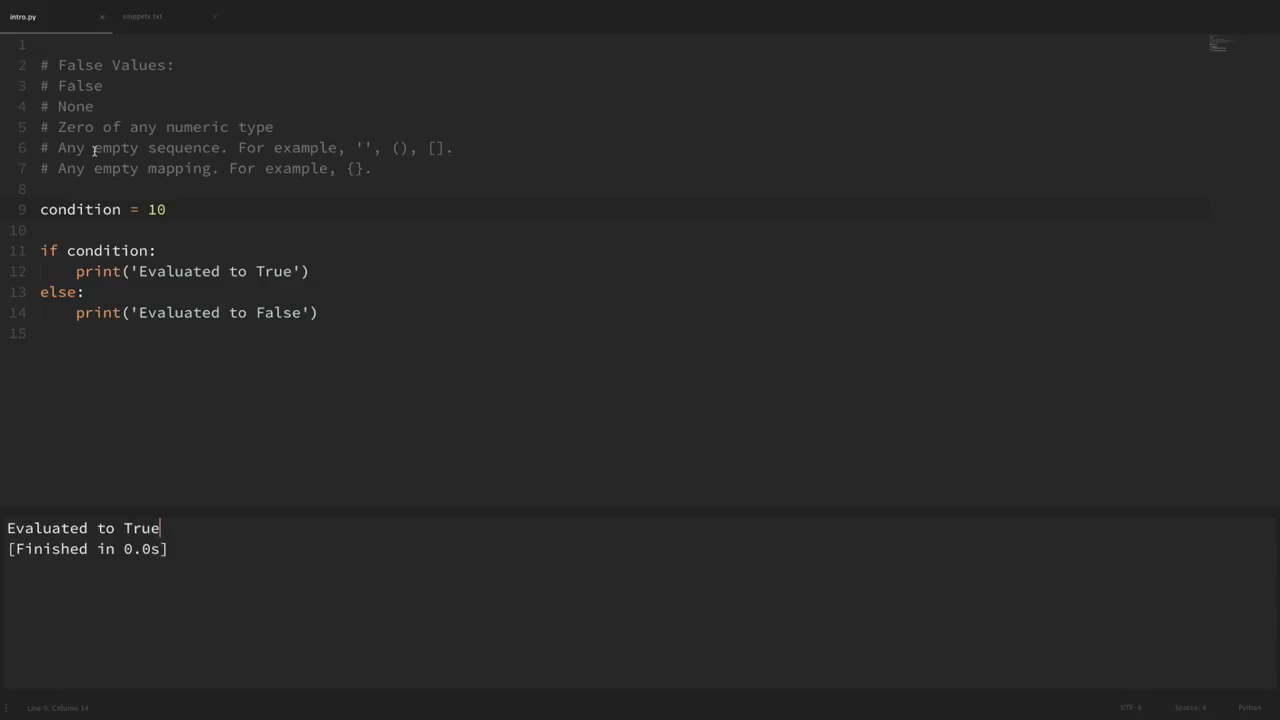 intro.py × snippets.txt ×
1
2 # False Values:
3 # False
4 # None
5 # Zero of any numeric type
6 # Any empty sequence. For example, '', (), [].
7 # Any empty mapping. For example, {}.
8
9 condition = 10
10
11 if condition:
12 print('Evaluated to True')
13 else:
14 print('Evaluated to False')
15
Evaluated to True
[Finished in 0.0s]
Line 9, Column 14 UTF-8 Spaces: 4 Python